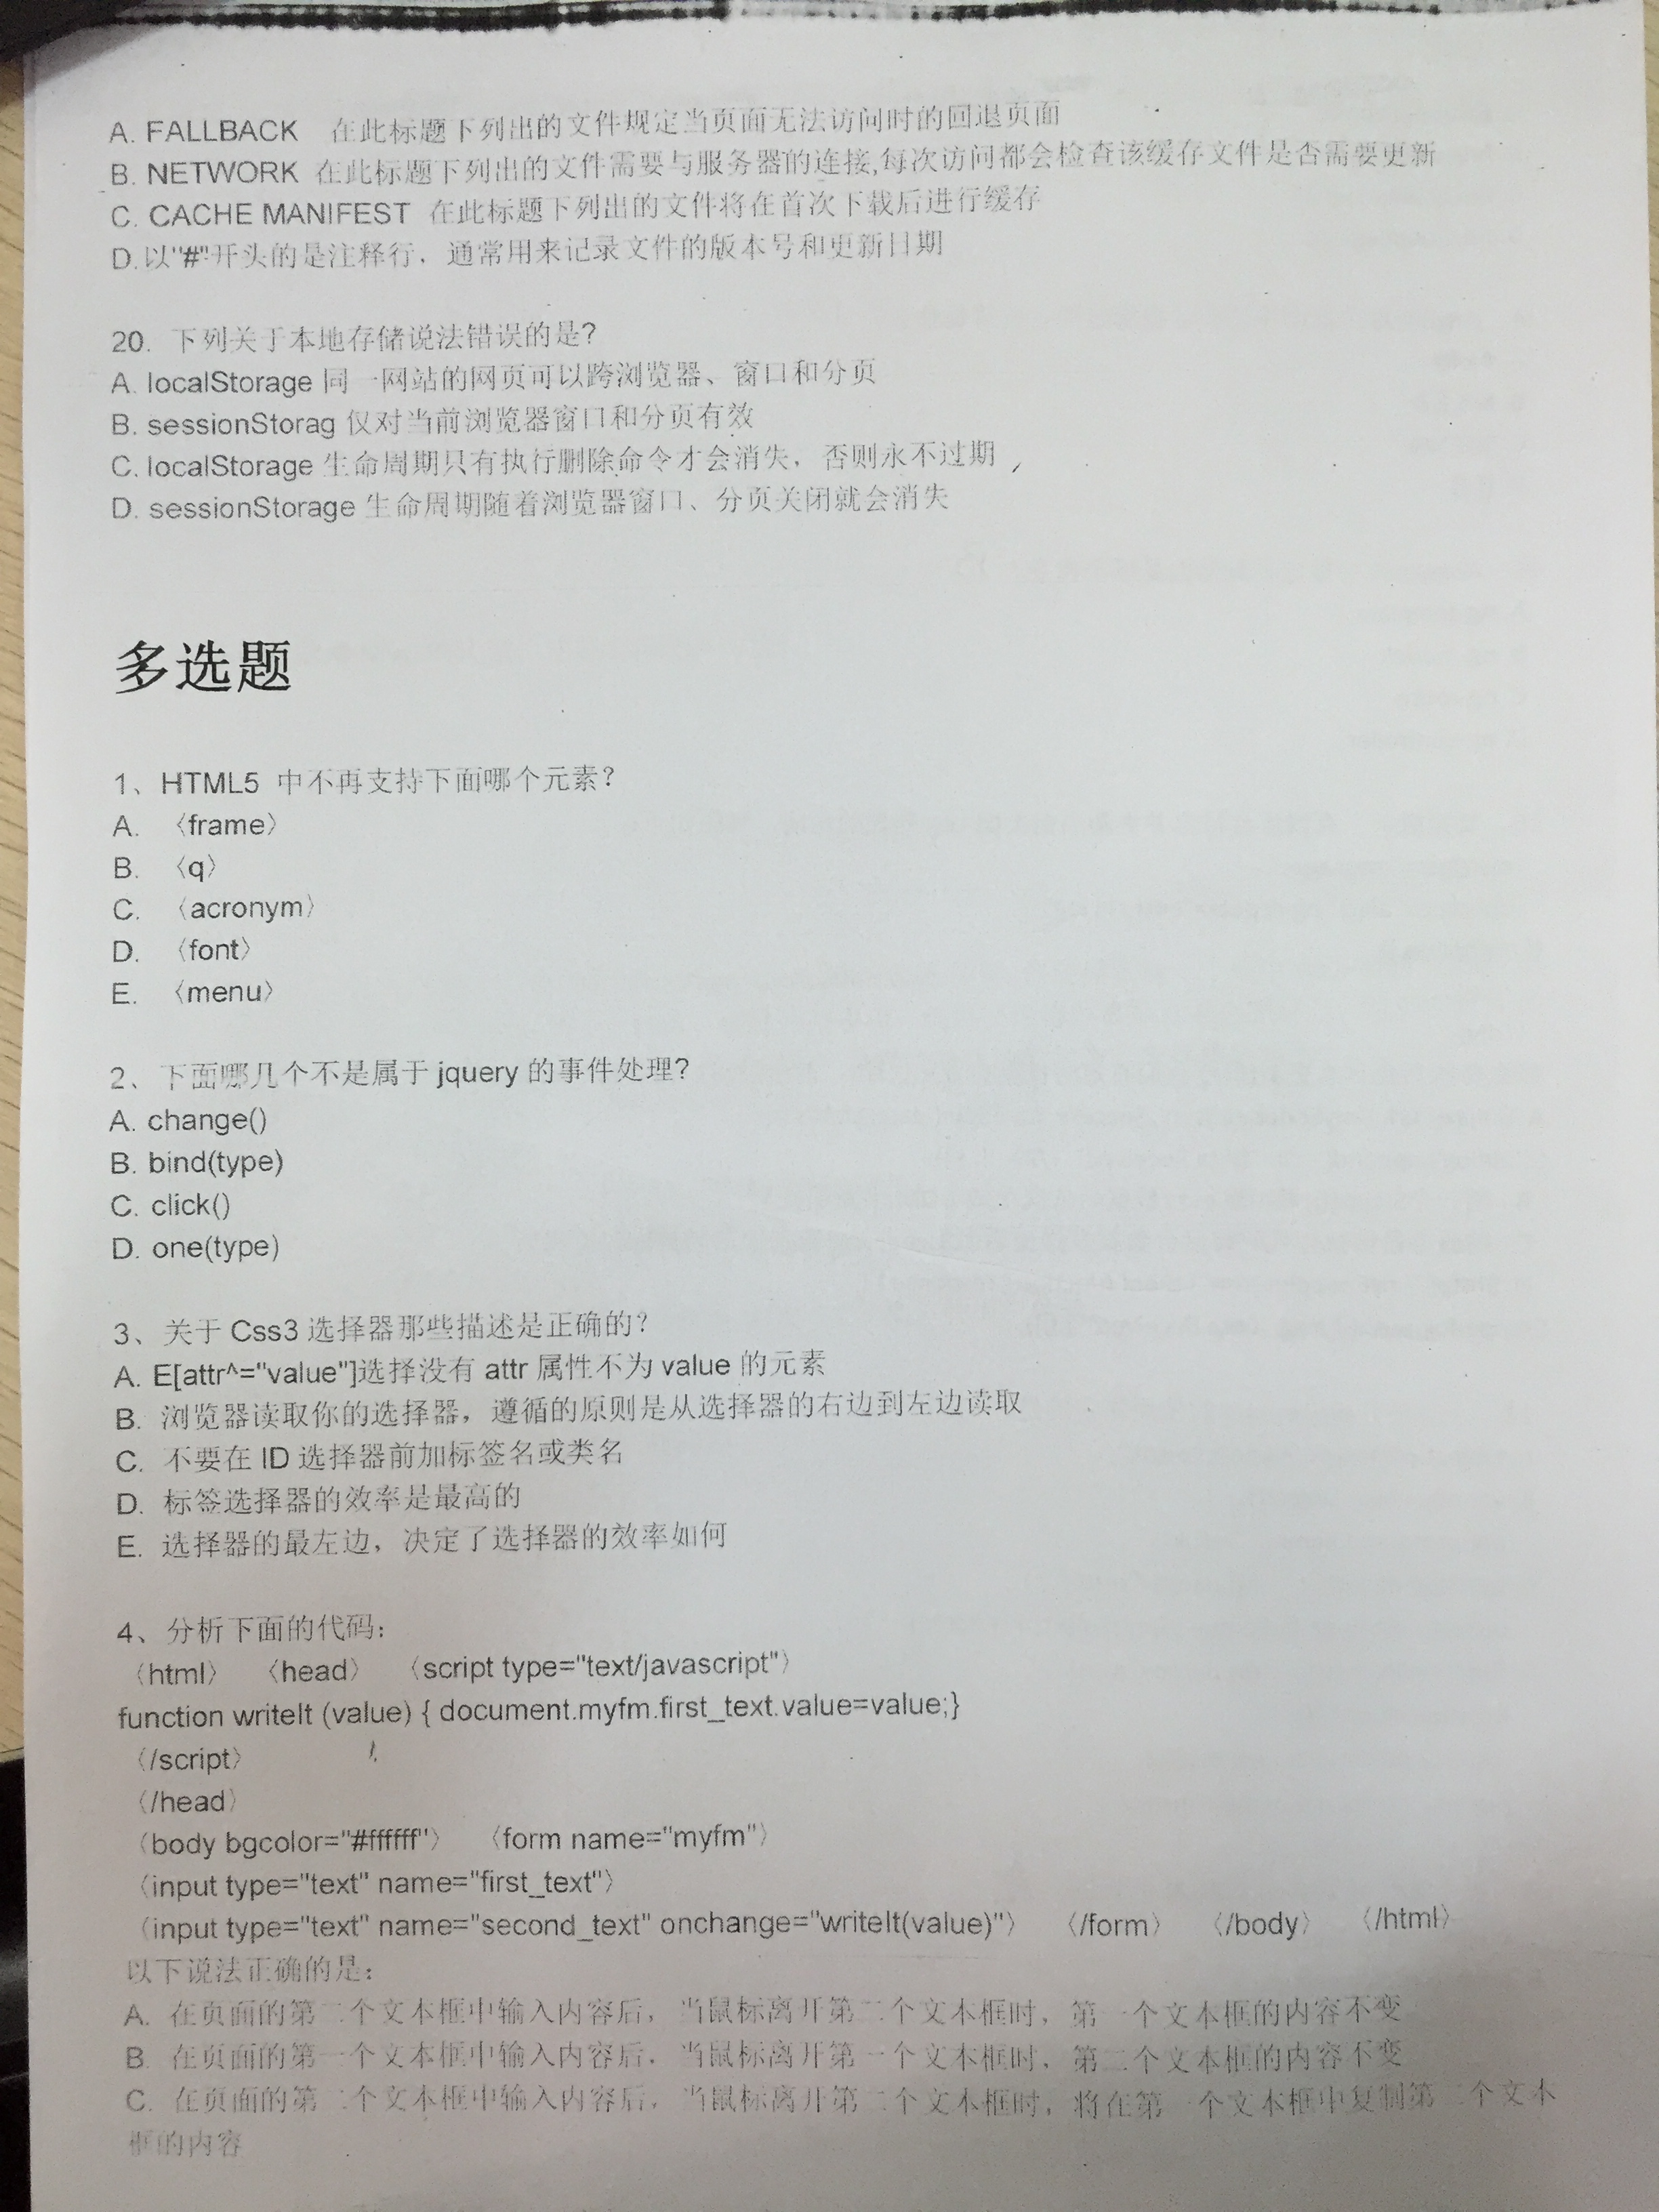 A. FALLBACK 在此标题下列出的文件规定当页面无法访问时的回退页面
B. NETWORK 在此标题下列出的文件需要与服务器的连接,每次访问都会检查该缓存文件是否需要更新
C. CACHE MANIFEST 在此标题下列出的文件将在首次下载后进行缓存
D.以"#"开头的是注释行，通常用来记录文件的版本号和更新日期
20. 下列关于本地存储说法错误的是?
A. localStorage 同一网站的网页可以跨浏览器、窗口和分页
B. sessionStorag 仅对当前浏览器窗口和分页有效
C. localStorage 生命周期只有执行删除命令才会消失，否则永不过期
D. sessionStorage 生命周期随着浏览器窗口、分页关闭就会消失
多选题
1、HTML5 中不再支持下面哪个元素？
A. 〈frame〉
B. 〈q〉
C. 〈acronym〉
D. 〈font〉
E. 〈menu〉
2、下面哪几个不是属于 jquery 的事件处理?
A. change()
B. bind(type)
C. click()
D. one(type)
3、关于 Css3 选择器那些描述是正确的？
A. E[attr^="value"]选择没有 attr 属性不为 value 的元素
B. 浏览器读取你的选择器，遵循的原则是从选择器的右边到左边读取
C. 不要在 ID 选择器前加标签名或类名
D. 标签选择器的效率是最高的
E. 选择器的最左边，决定了选择器的效率如何
4、分析下面的代码：
〈html〉 〈head〉 〈script type="text/javascript"〉
function writeIt (value) { document.myfm.first_text.value=value;}
〈/script〉
〈/head〉
〈body bgcolor="#ffffff"〉 〈form name="myfm"〉
〈input type="text" name="first_text"〉
〈input type="text" name="second_text" onchange="writeIt(value)"〉 〈/form〉 〈/body〉 〈/html〉
以下说法正确的是：
A. 在页面的第二个文本框中输入内容后，当鼠标离开第二个文本框时，第一个文本框的内容不变
B. 在页面的第一个文本框中输入内容后，当鼠标离开第一个文本框时，第二个文本框的内容不变
C. 在页面的第二个文本框中输入内容后，当鼠标离开第二个文本框时，将在第一个文本框中复制第二个文本
框的内容